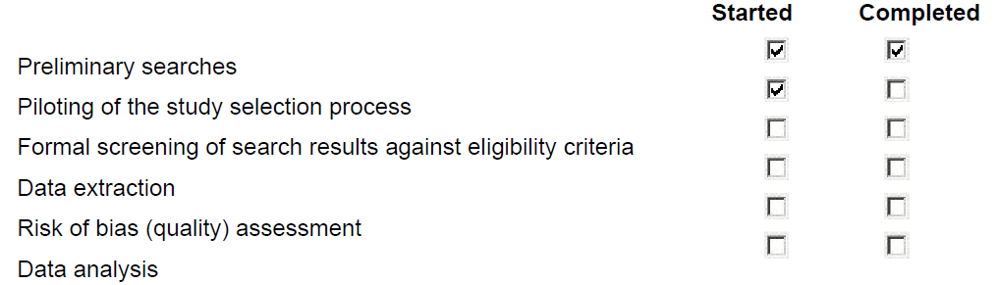 Started Completed
Preliminary searches
Piloting of the study selection process
Formal screening of search results against eligibility criteria
Data extraction
Risk of bias (quality) assessment
Data analysis